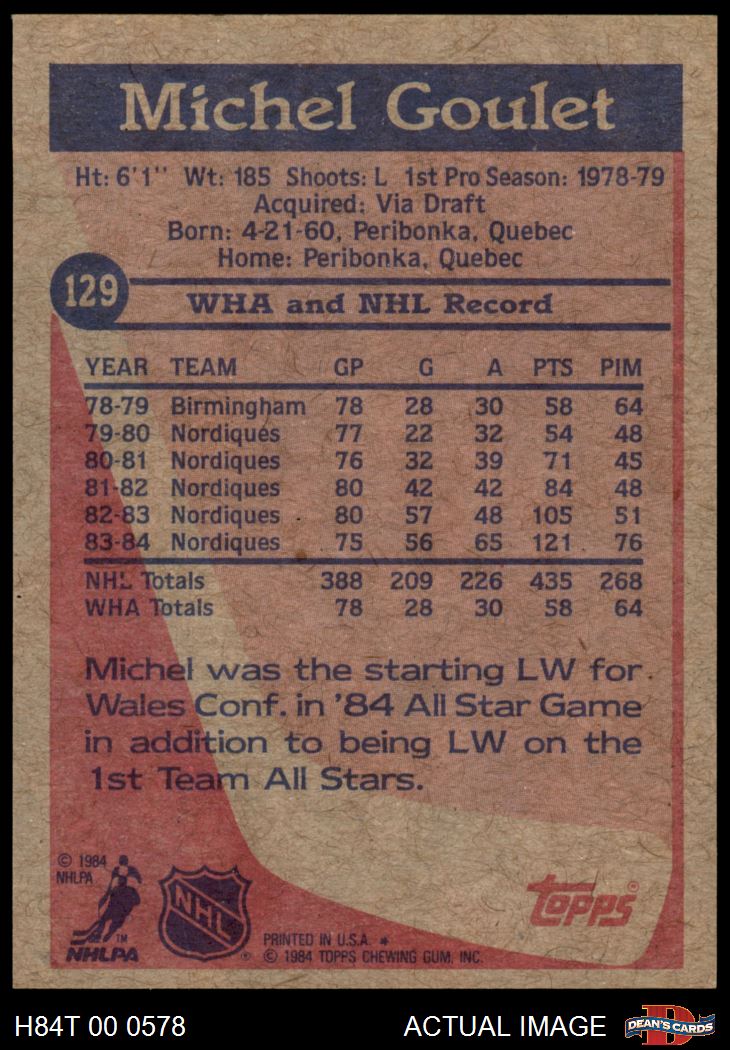 Michel Goulet
Ht: 6'1'' Wt: 185 Shoots: L 1st Pro Season: 1978-79
Acquired: Via Draft
Born: 4-21-60, Peribonka, Quebec
Home: Peribonka, Quebec
129
WHA and NHL Record
YEAR TEAM GP G A PTS PIM
78-79 Birmingham 78 28 30 58 64
79-80 Nordiques 77 22 32 54 48
80-81 Nordiques 76 32 39 71 45
81-82 Nordiques 80 42 42 84 48
82-83 Nordiques 80 57 48 105 51
83-84 Nordiques 75 56 65 121 76
NHL Totals 388 209 226 435 268
WHA Totals 78 28 30 58 64
Michel was the starting LW for
Wales Conf. in '84 All Star Game
in addition to being LW on the
1st Team All Stars.
© 1984
NHLPA
TM
NHLPA
NHL
®
topps®
PRINTED IN U.S.A. *
© 1984 TOPPS CHEWING GUM, INC.
H84T 00 0578
ACTUAL IMAGE
D
DEAN'S CARDS